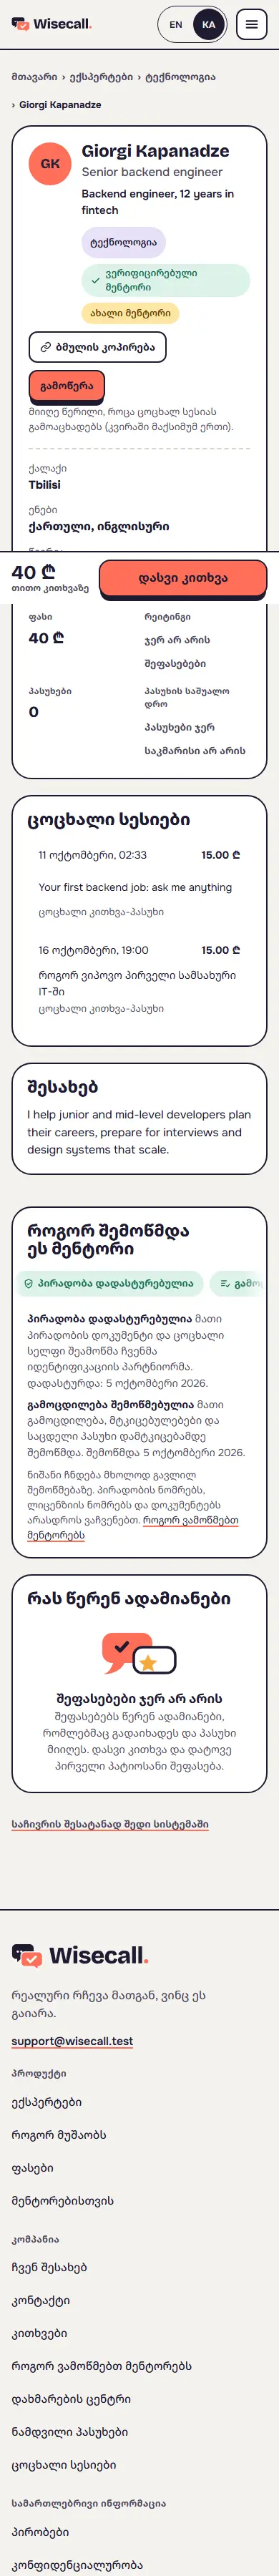 Wisecall.
EN KA
მთავარი › ექსპერტები › ტექნოლოგია
› Giorgi Kapanadze
GK
Giorgi Kapanadze
Senior backend engineer
Backend engineer, 12 years in
fintech
ტექნოლოგია
ვერიფიცირებული
მენტორი
ახალი მენტორი
ბმულის კოპირება
გამოწერა
მიიღე წერილი, როცა ცოცხალ სესიას
გამოაცხადებს (კვირაში მაქსიმუმ ერთი).
ქალაქი
Tbilisi
ენები
ქართული, ინგლისური
40 ₾
თითო კითხვაზე
დასვი კითხვა
ფასი
40 ₾
რეიტინგი
ჯერ არ არის
შეფასებები
პასუხები
0
პასუხის საშუალო
დრო
პასუხები ჯერ
საკმარისი არ არის
ცოცხალი სესიები
11 ოქტომბერი, 02:33 15.00 ₾
Your first backend job: ask me anything
ცოცხალი კითხვა-პასუხი
16 ოქტომბერი, 19:00 15.00 ₾
როგორ ვიპოვო პირველი სამსახური
IT-ში
ცოცხალი კითხვა-პასუხი
შესახებ
I help junior and mid-level developers plan
their careers, prepare for interviews and
design systems that scale.
როგორ შემოწმდა
ეს მენტორი
პირადობა დადასტურებულია
პირადობა დადასტურებულია მათი
პირადობის დოკუმენტი და ცოცხალი
სელფი შეამოწმა ჩვენმა
იდენტიფიკაციის პარტნიორმა.
დადასტურდა: 5 ოქტომბერი 2026.
გამოცდილება შემოწმებულია მათი
გამოცდილება, მტკიცებულებები და
საცდელი პასუხი დამტკიცებამდე
შემოწმდა. შემოწმდა 5 ოქტომბერი 2026.
ნიშანი ჩნდება მხოლოდ გავლილ
შემოწმებაზე. პირადობის ნომრებს,
ლიცენზიის ნომრებს და დოკუმენტებს
არასდროს ვაჩვენებთ. როგორ ვამოწმებთ
მენტორებს
რას წერენ ადამიანები
შეფასებები ჯერ არ არის
შეფასებებს წერენ ადამიანები,
რომლებმაც გადაიხადეს და პასუხი
მიიღეს. დასვი კითხვა და დატოვე
პირველი პატიოსანი შეფასება.
საჩივრის შესატანად შედი სისტემაში
Wisecall.
რეალური რჩევა მათგან, ვინც ეს
გაიარა.
support@wisecall.test
პროდუქტი
ექსპერტები
როგორ მუშაობს
ფასები
მენტორებისთვის
კომპანია
ჩვენ შესახებ
კონტაქტი
კითხვები
როგორ ვამოწმებთ მენტორებს
დახმარების ცენტრი
ნამდვილი პასუხები
ცოცხალი სესიები
სამართლებრივი ინფორმაცია
პირობები
კონფიდენციალურობა